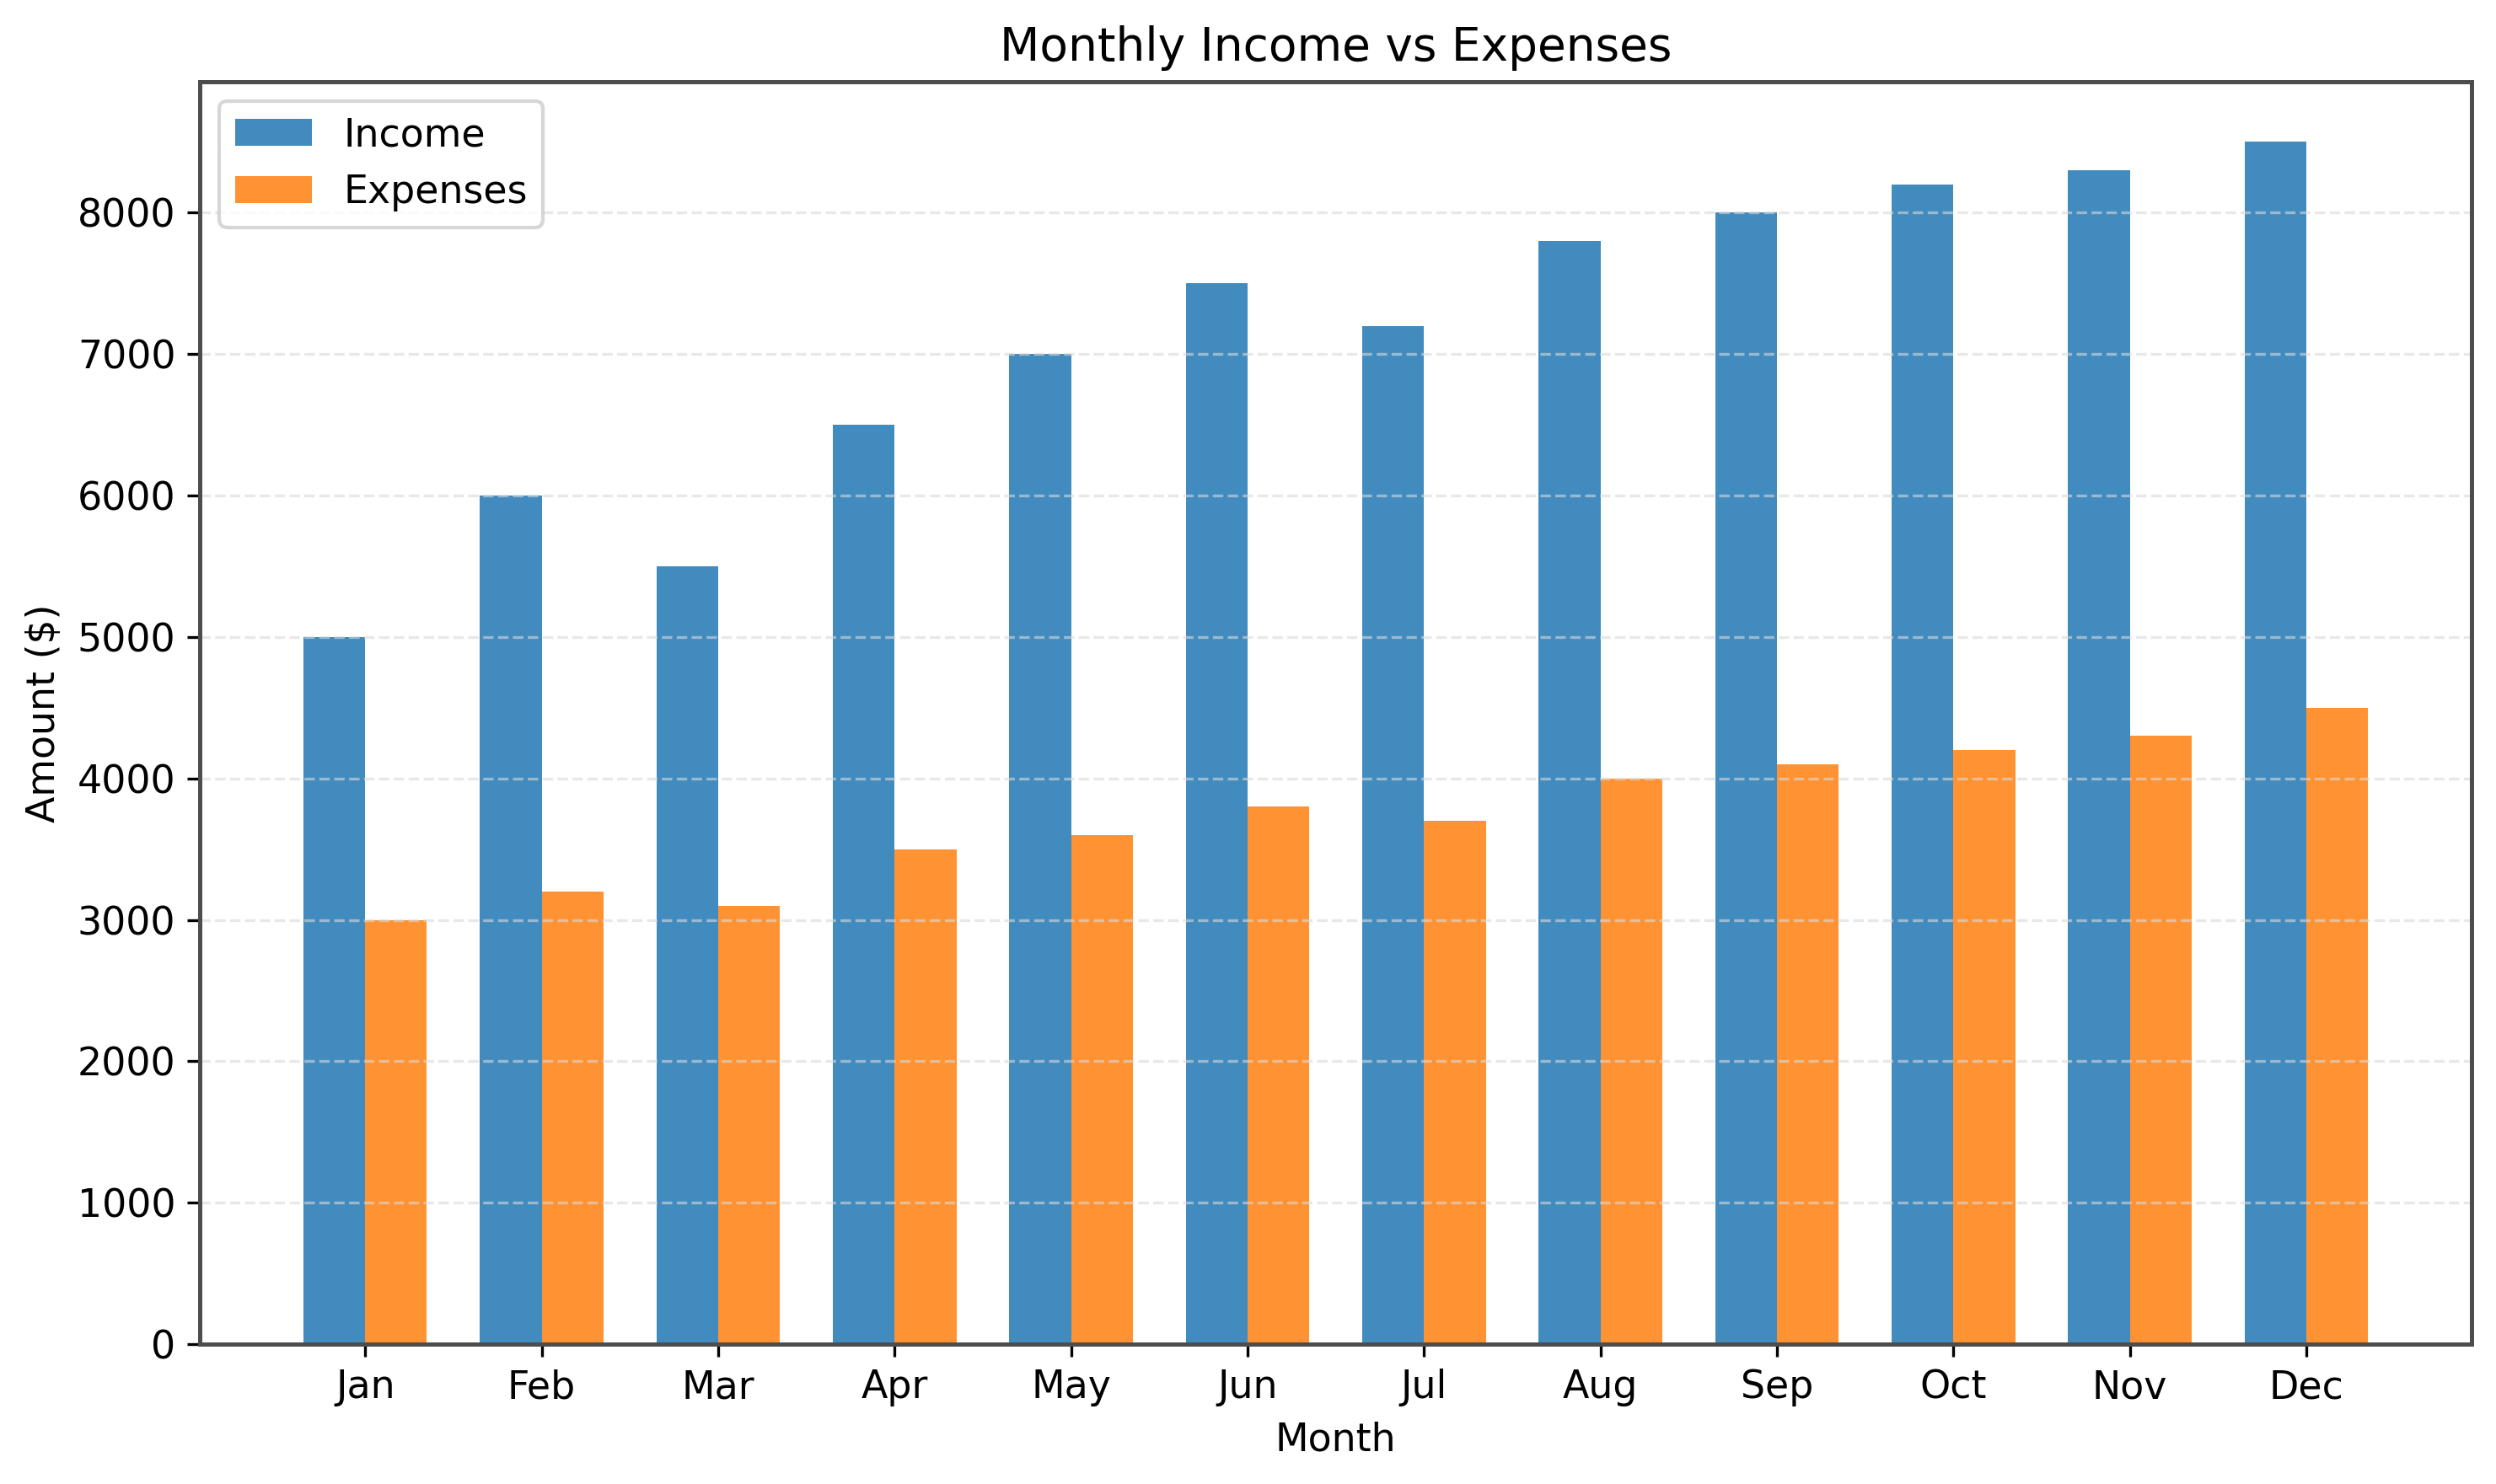 Monthly Income vs Expenses
Income
Expenses
Amount ($)
8000
7000
6000
5000
4000
3000
2000
1000
0
Jan Feb Mar Apr May Jun Jul Aug Sep Oct Nov Dec
Month